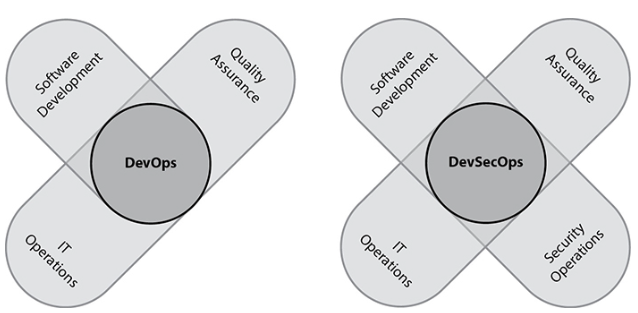 Software
Development
Quality
Assurance
DevOps
IT
Operations
Software
Development
Quality
Assurance
DevSecOps
IT
Operations
Security
Operations